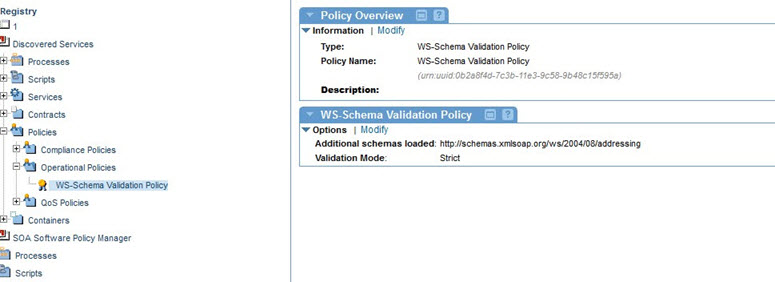 Registry
1
Discovered Services
Processes
Scripts
Services
Contracts
Policies
Compliance Policies
Operational Policies
WS-Schema Validation Policy
QoS Policies
Containers
SOA Software Policy Manager
Processes
Scripts
Policy Overview
Information | Modify
Type: WS-Schema Validation Policy
Policy Name: WS-Schema Validation Policy
(urn:uuid:0b2a8f4d-7c3b-11e3-9c58-9b48c15f595a)
Description:
WS-Schema Validation Policy
Options | Modify
Additional schemas loaded: http://schemas.xmlsoap.org/ws/2004/08/addressing
Validation Mode: Strict